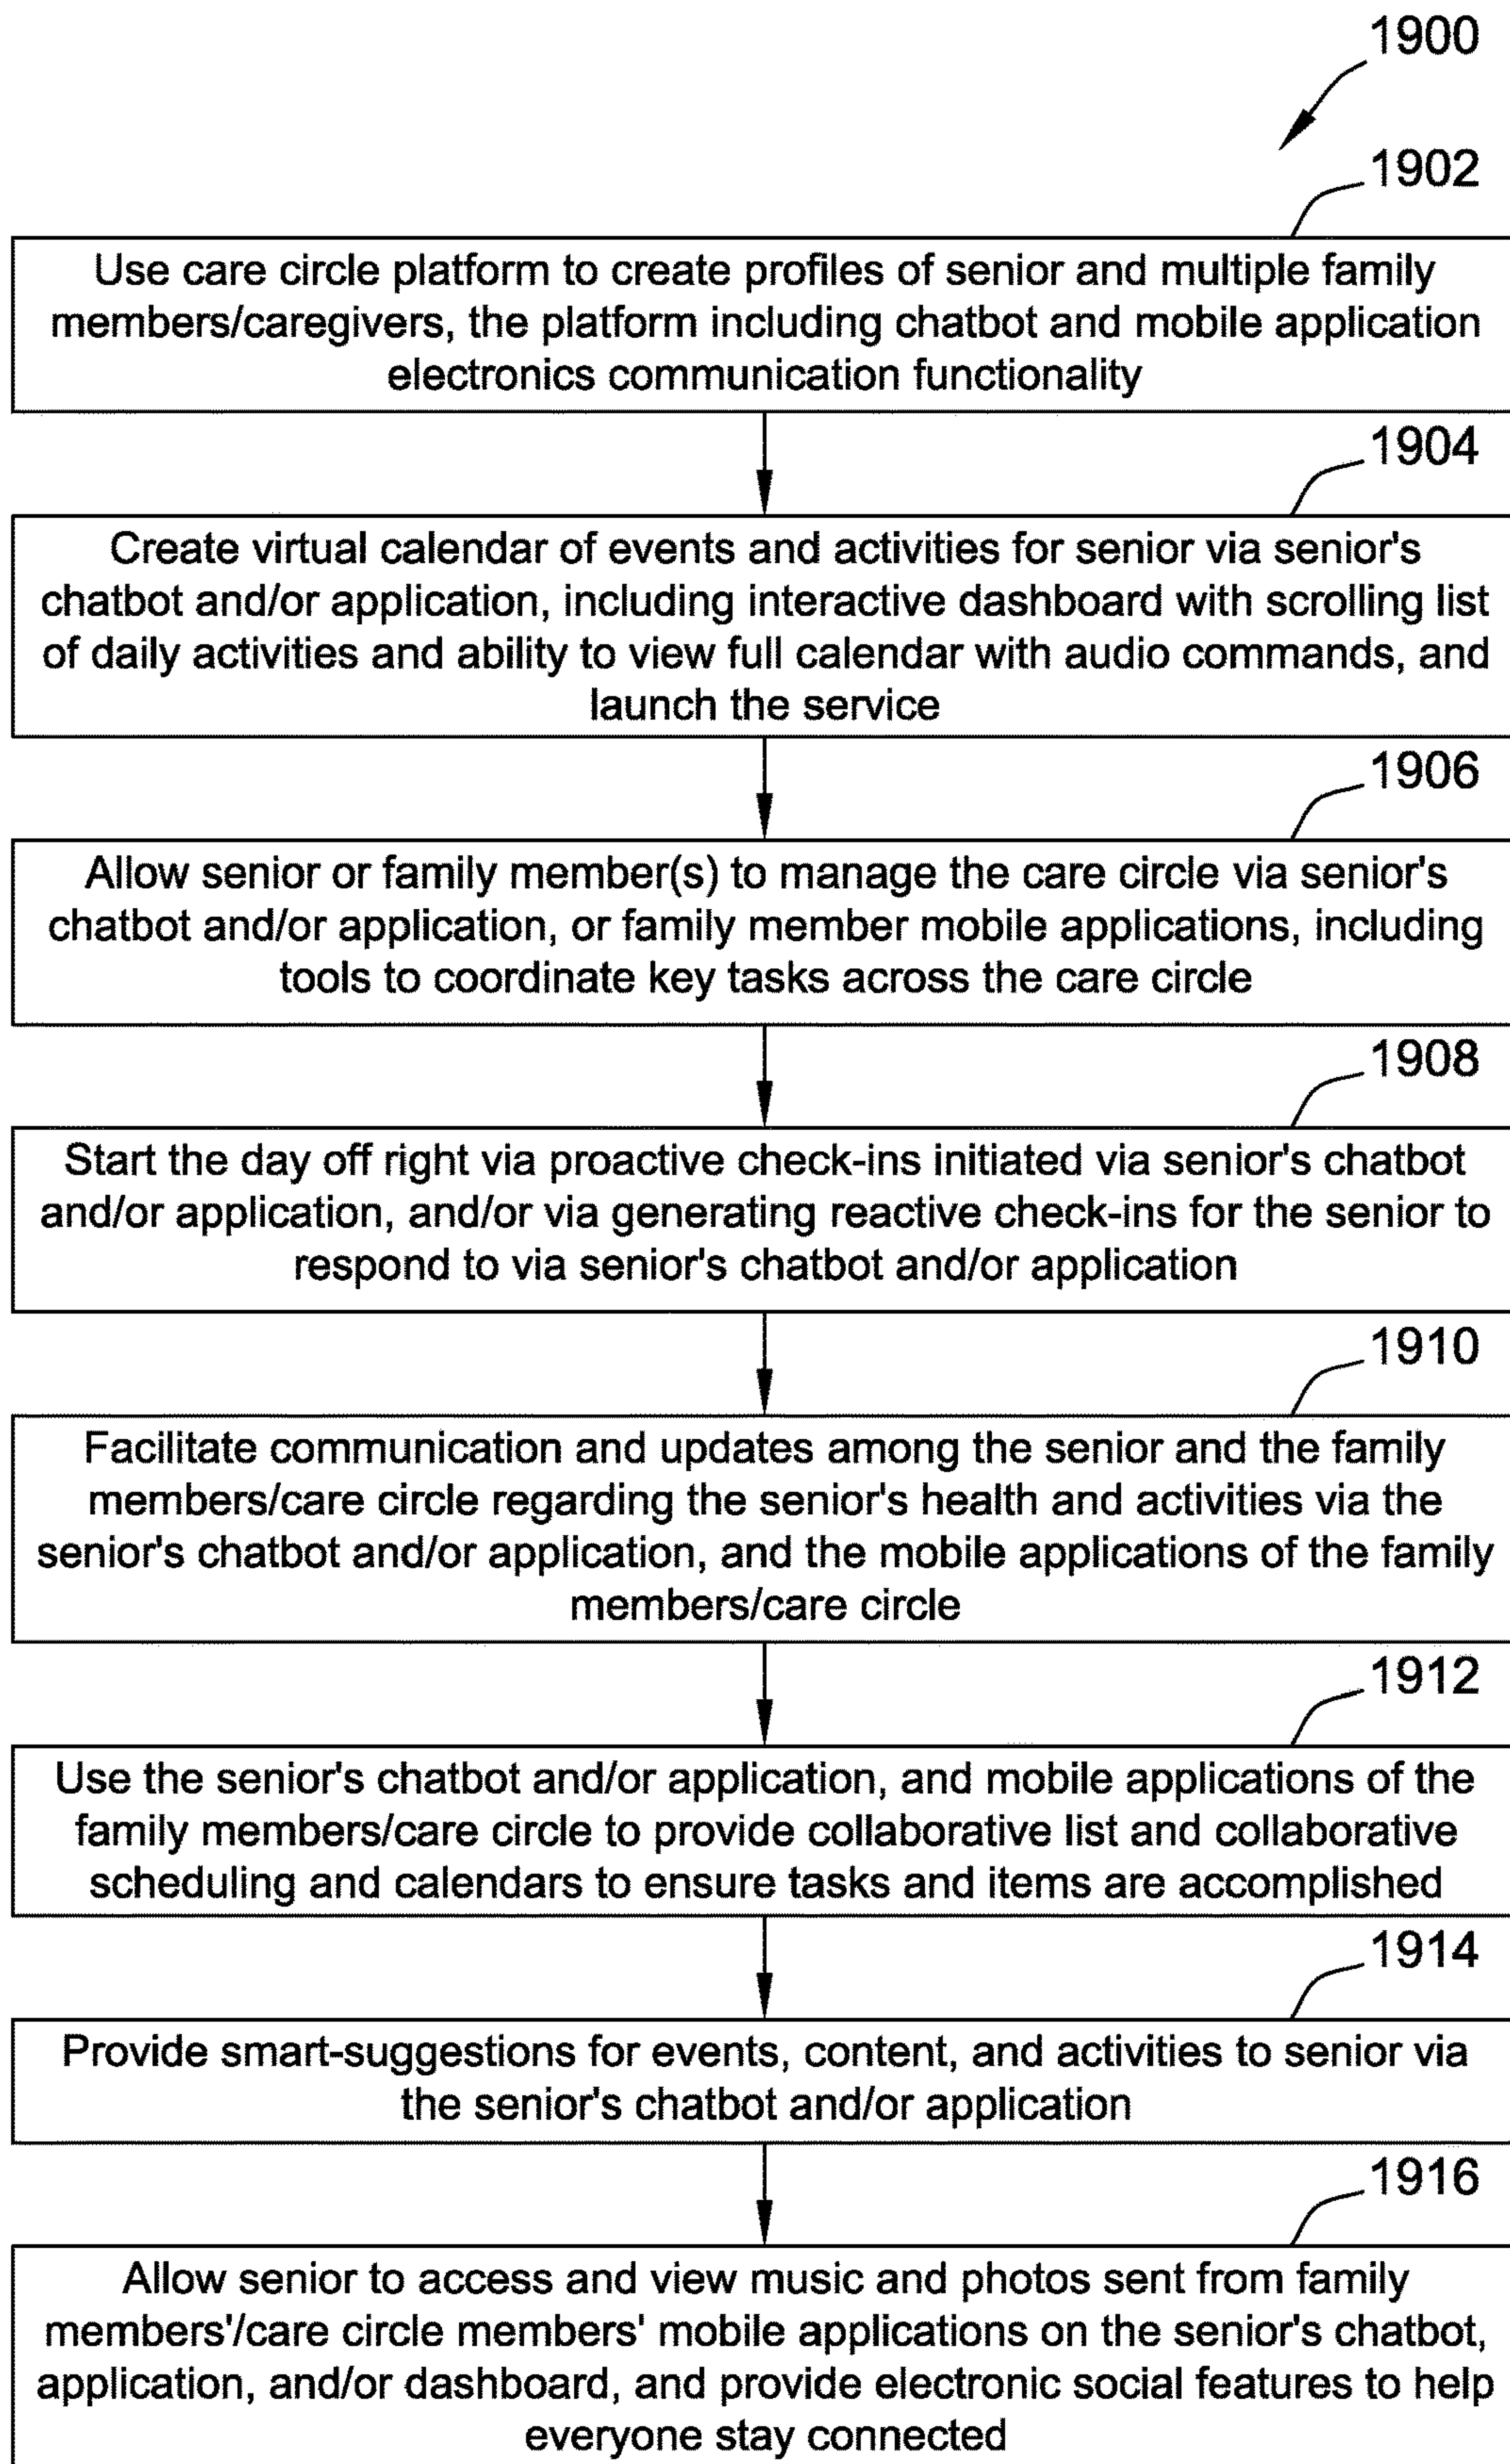 1900
1902
Use care circle platform to create profiles of senior and multiple family
members/caregivers, the platform including chatbot and mobile application
electronics communication functionality
1904
Create virtual calendar of events and activities for senior via senior's
chatbot and/or application, including interactive dashboard with scrolling list
of daily activities and ability to view full calendar with audio commands, and
launch the service
1906
Allow senior or family member(s) to manage the care circle via senior's
chatbot and/or application, or family member mobile applications, including
tools to coordinate key tasks across the care circle
1908
Start the day off right via proactive check-ins initiated via senior's chatbot
and/or application, and/or via generating reactive check-ins for the senior to
respond to via senior's chatbot and/or application
1910
Facilitate communication and updates among the senior and the family
members/care circle regarding the senior's health and activities via the
senior's chatbot and/or application, and the mobile applications of the family
members/care circle
1912
Use the senior's chatbot and/or application, and mobile applications of the
family members/care circle to provide collaborative list and collaborative
scheduling and calendars to ensure tasks and items are accomplished
1914
Provide smart-suggestions for events, content, and activities to senior via
the senior's chatbot and/or application
1916
Allow senior to access and view music and photos sent from family
members'/care circle members' mobile applications on the senior's chatbot,
application, and/or dashboard, and provide electronic social features to help
everyone stay connected